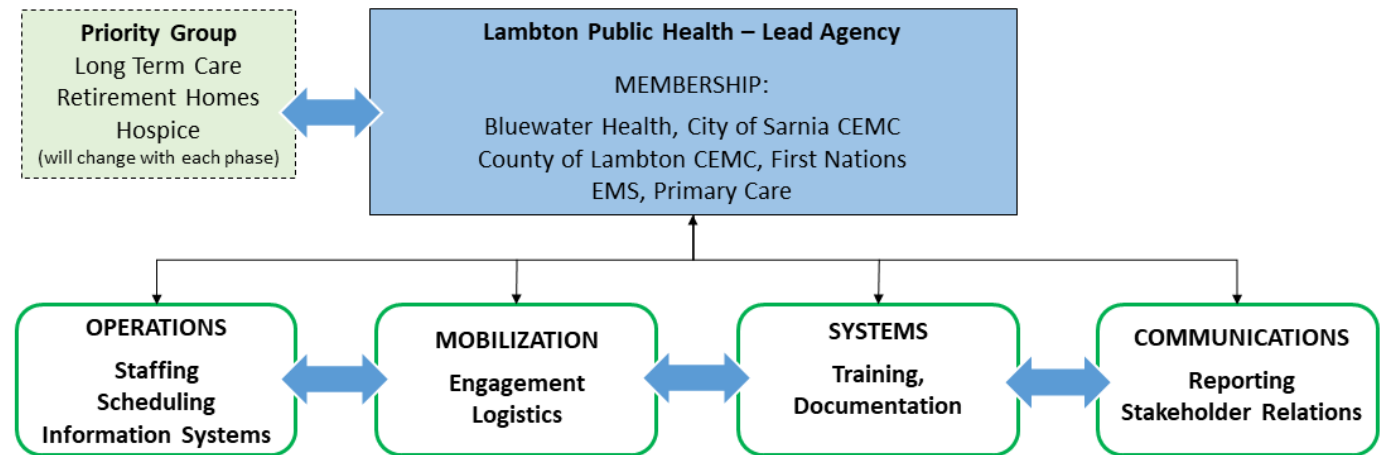 Priority Group
Long Term Care
Retirement Homes
Hospice
(will change with each phase)
Lambton Public Health – Lead Agency
MEMBERSHIP:
Bluewater Health, City of Sarnia CEMC
County of Lambton CEMC, First Nations
EMS, Primary Care
OPERATIONS
Staffing
Scheduling
Information Systems
MOBILIZATION
Engagement
Logistics
SYSTEMS
Training,
Documentation
COMMUNICATIONS
Reporting
Stakeholder Relations